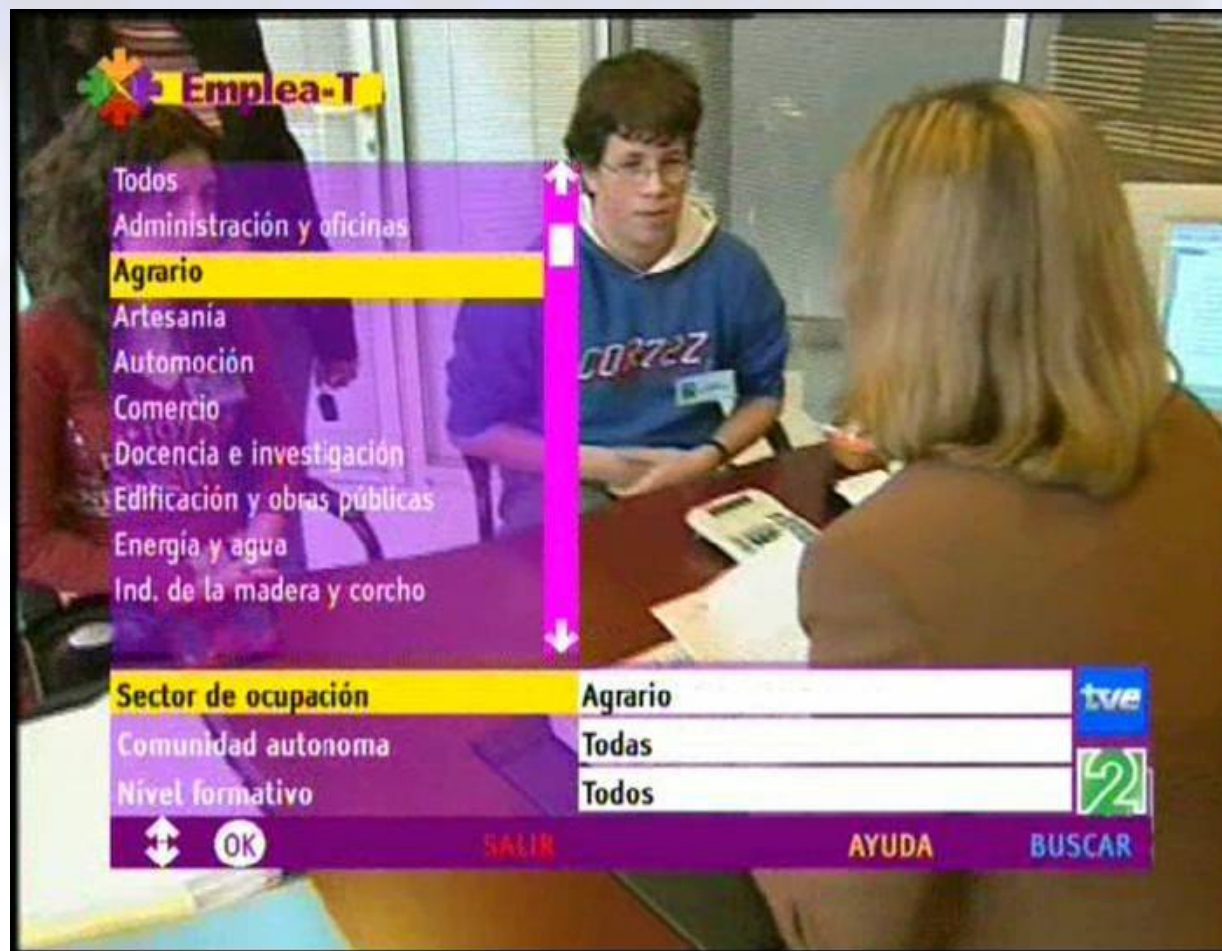 Emplea-T
Todos
Administración y oficinas
Agrario
Artesanía
Automoción
Comercio
Docencia e investigación
Edificación y obras públicas
Energía y agua
Ind. de la madera y corcho
Sector de ocupación Agrario
tve
Comunidad autonoma Todas
Nivel formativo Todos
2
OK SALIR AYUDA BUSCAR